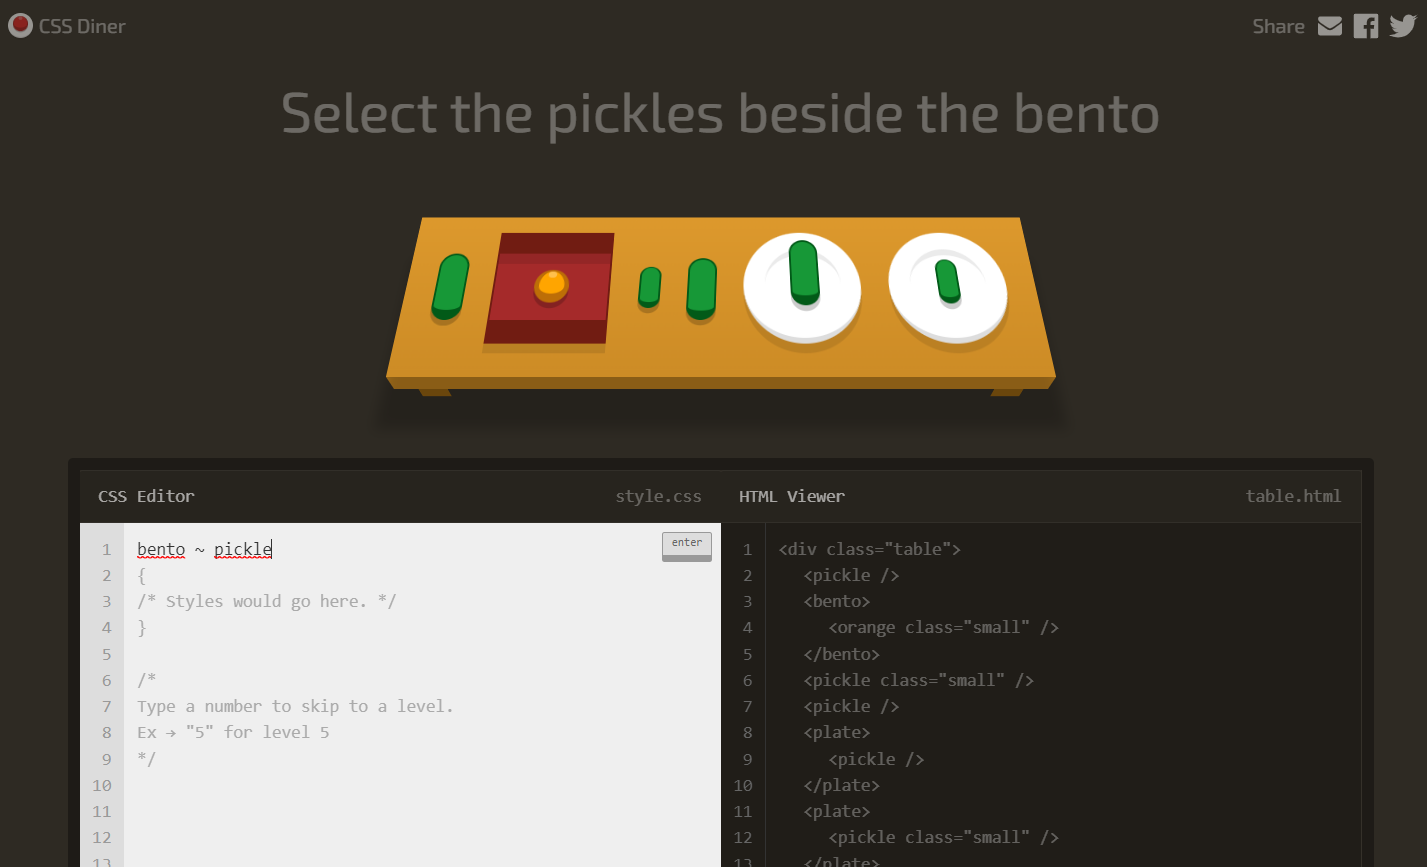 CSS Diner
Share
Select the pickles beside the bento
CSS Editor
style.css
1 bento ~ pickle
enter
2 {
3 /* Styles would go here. */
4 }
5
6 /*
7 Type a number to skip to a level.
8 Ex → "5" for level 5
9 */
10
11
12
13
HTML Viewer
table.html
1 <div class="table">
2 <pickle />
3 <bento>
4 <orange class="small" />
5 </bento>
6 <pickle class="small" />
7 <pickle />
8 <plate>
9 <pickle />
10 </plate>
11 <plate>
12 <pickle class="small" />
13 </plate>